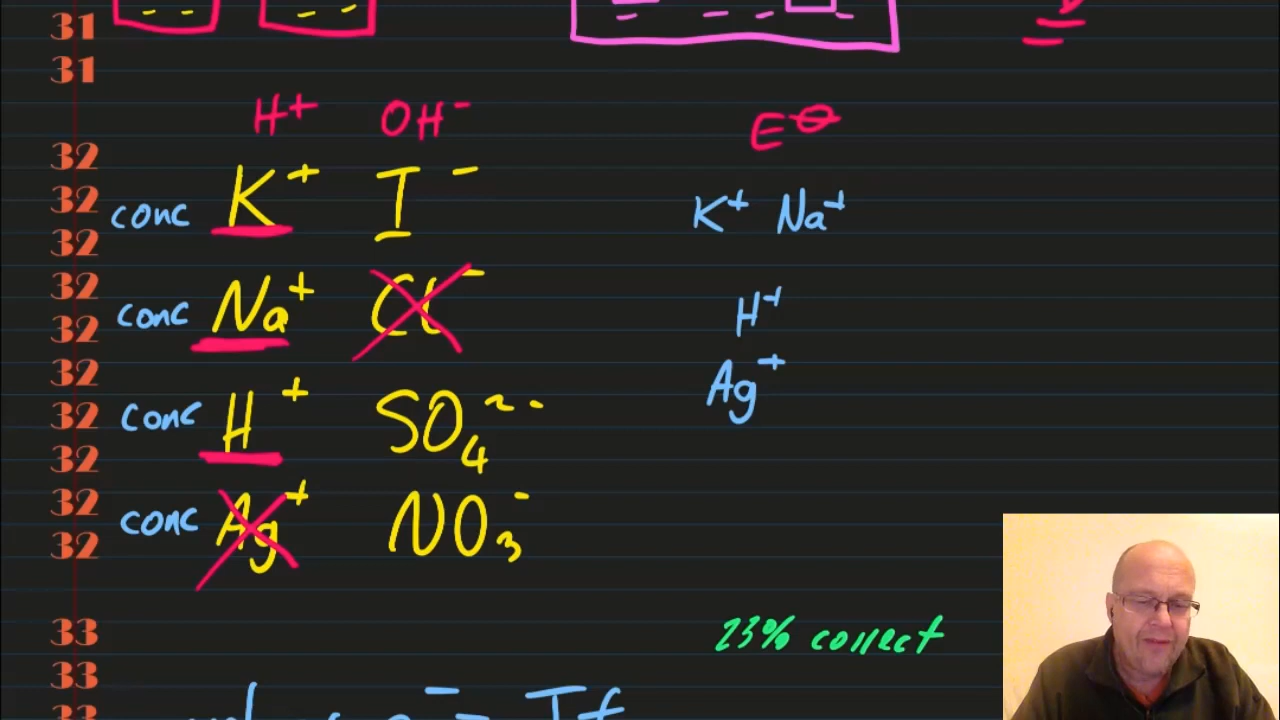 31
31
H+ OH-
E⦵
32
K+ I-
32
conc
K+ Na+
32
32
Na+ Cl-
conc
H+
32
32
Ag+
H+ SO4 2-
32
conc
32
Ag+ NO3-
32
conc
32
33
23% correct
33
33